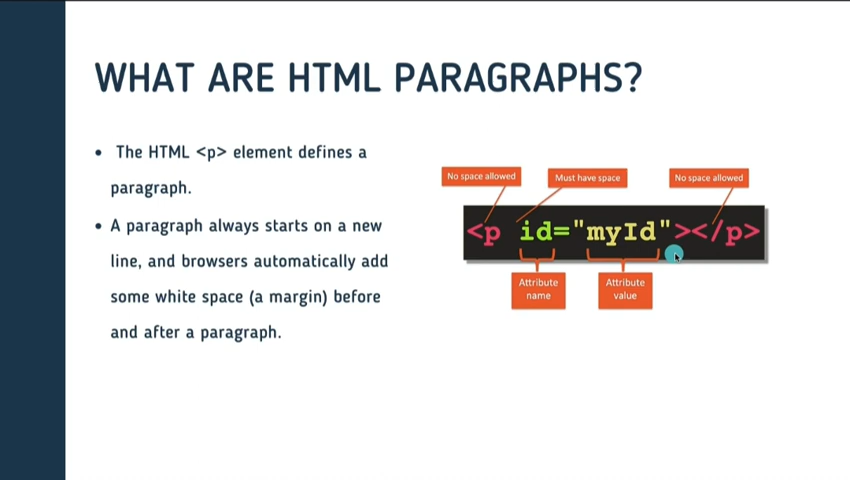 WHAT ARE HTML PARAGRAPHS?
• The HTML <p> element defines a
paragraph.
• A paragraph always starts on a new
line, and browsers automatically add
some white space (a margin) before
and after a paragraph.
No space allowed
Must have space
No space allowed
<p id="myId"></p>
Attribute
name
Attribute
value